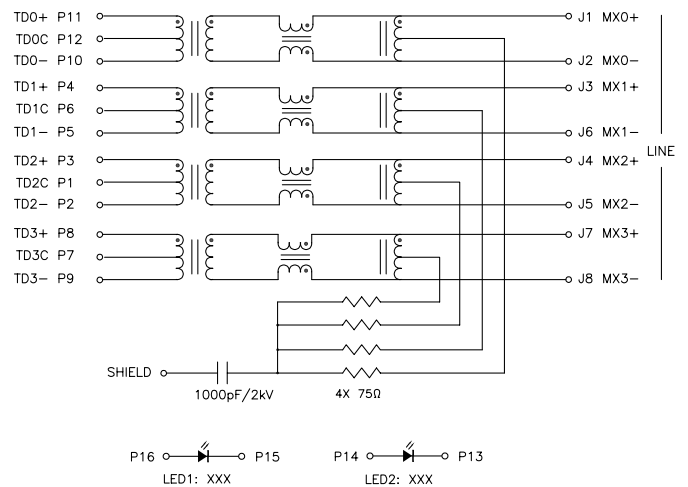 TD0+ P11 J1 MX0+
TD0C P12
TD0- P10 J2 MX0-
TD1+ P4 J3 MX1+
TD1C P6
TD1- P5 J6 MX1-
LINE
TD2+ P3 J4 MX2+
TD2C P1
TD2- P2 J5 MX2-
TD3+ P8 J7 MX3+
TD3C P7
TD3- P9 J8 MX3-
SHIELD
1000pF/2kV 4X 75Ω
P16 P15 P14 P13
LED1: XXX LED2: XXX